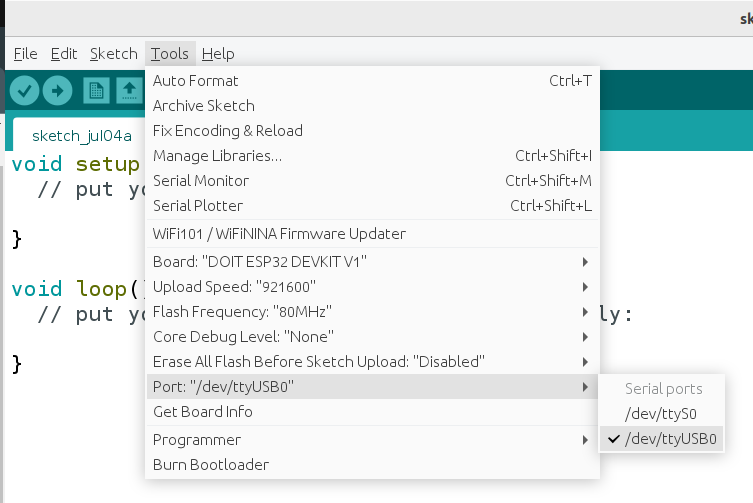 sk
File Edit Sketch Tools Help
Auto Format Ctrl+T
Archive Sketch
Fix Encoding & Reload
Manage Libraries... Ctrl+Shift+I
Serial Monitor Ctrl+Shift+M
Serial Plotter Ctrl+Shift+L
WiFi101 / WiFiNINA Firmware Updater
Board: "DOIT ESP32 DEVKIT V1"
Upload Speed: "921600"
Flash Frequency: "80MHz"
Core Debug Level: "None"
Erase All Flash Before Sketch Upload: "Disabled"
Port: "/dev/ttyUSB0"
Get Board Info
Programmer
Burn Bootloader
Serial ports
/dev/ttyS0
/dev/ttyUSB0
sketch_jul04a
void setup
// put yo
}
void loop()
// put yo ly:
}